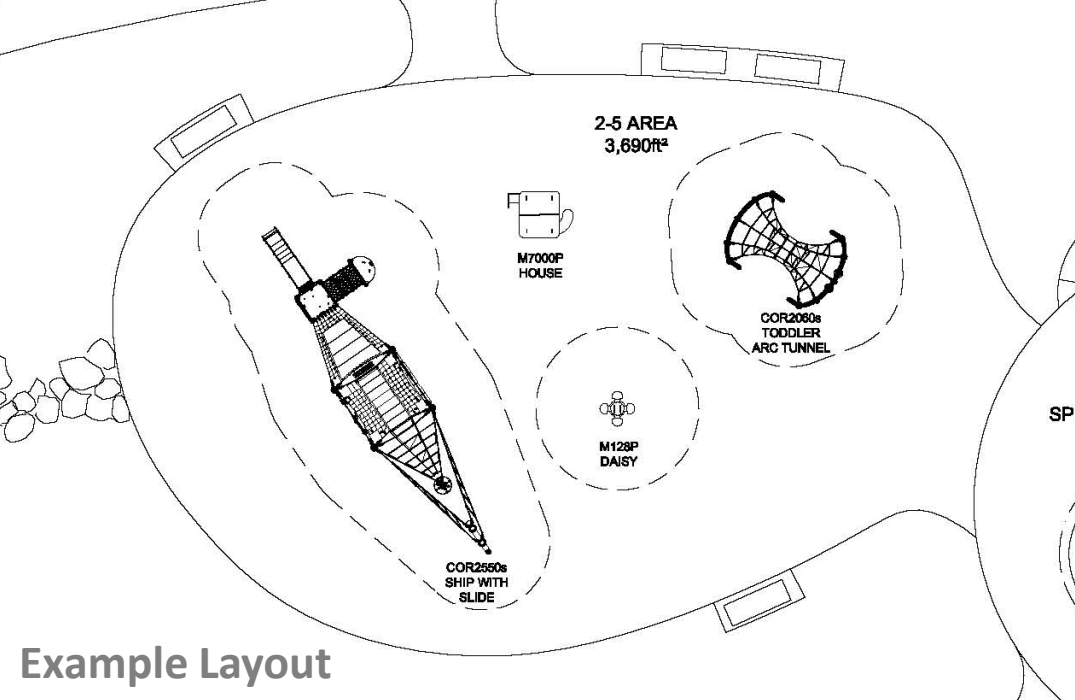 2-5 AREA
3,690ft²
M7000P
HOUSE
COR2060s
TODDLER
ARC TUNNEL
SP
M128P
DAISY
COR2550s
SHIP WITH
SLIDE
Example Layout